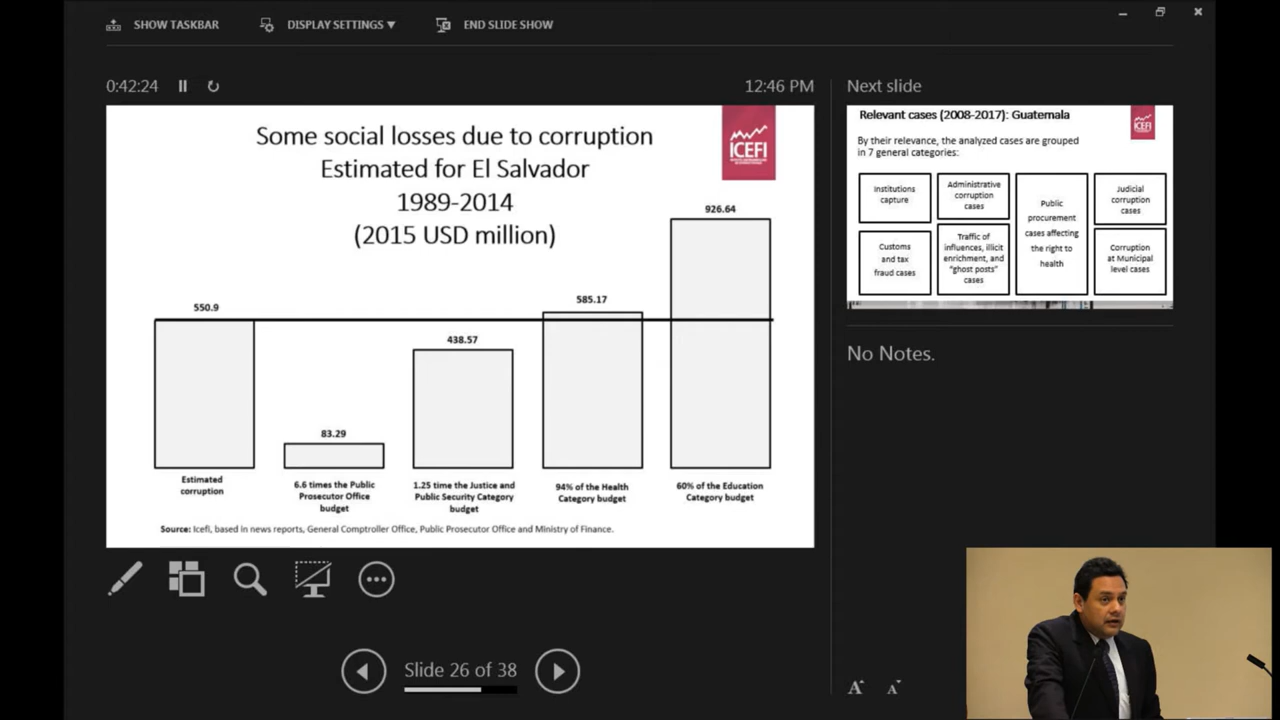 SHOW TASKBAR
DISPLAY SETTINGS ▼
END SLIDE SHOW
0:42:24
12:46 PM
Some social losses due to corruption
Estimated for El Salvador
1989-2014
(2015 USD million)
ICEFI
550.9
83.29
438.57
585.17
926.64
Estimated
corruption
6.6 times the Public
Prosecutor Office
budget
1.25 time the Justice and
Public Security Category
budget
94% of the Health
Category budget
60% of the Education
Category budget
Source: Icefi, based in news reports, General Comptroller Office, Public Prosecutor Office and Ministry of Finance.
Slide 26 of 38
Next slide
Relevant cases (2008-2017): Guatemala
ICEFI
By their relevance, the analyzed cases are grouped
in 7 general categories:
Institutions
capture
Administrative
corruption
cases
Public
procurement
cases affecting
the right to
health
Judicial
corruption
cases
Customs
and tax
fraud cases
Traffic of
influences, illicit
enrichment, and
"ghost posts"
cases
Corruption
at Municipal
level cases
No Notes.
A A